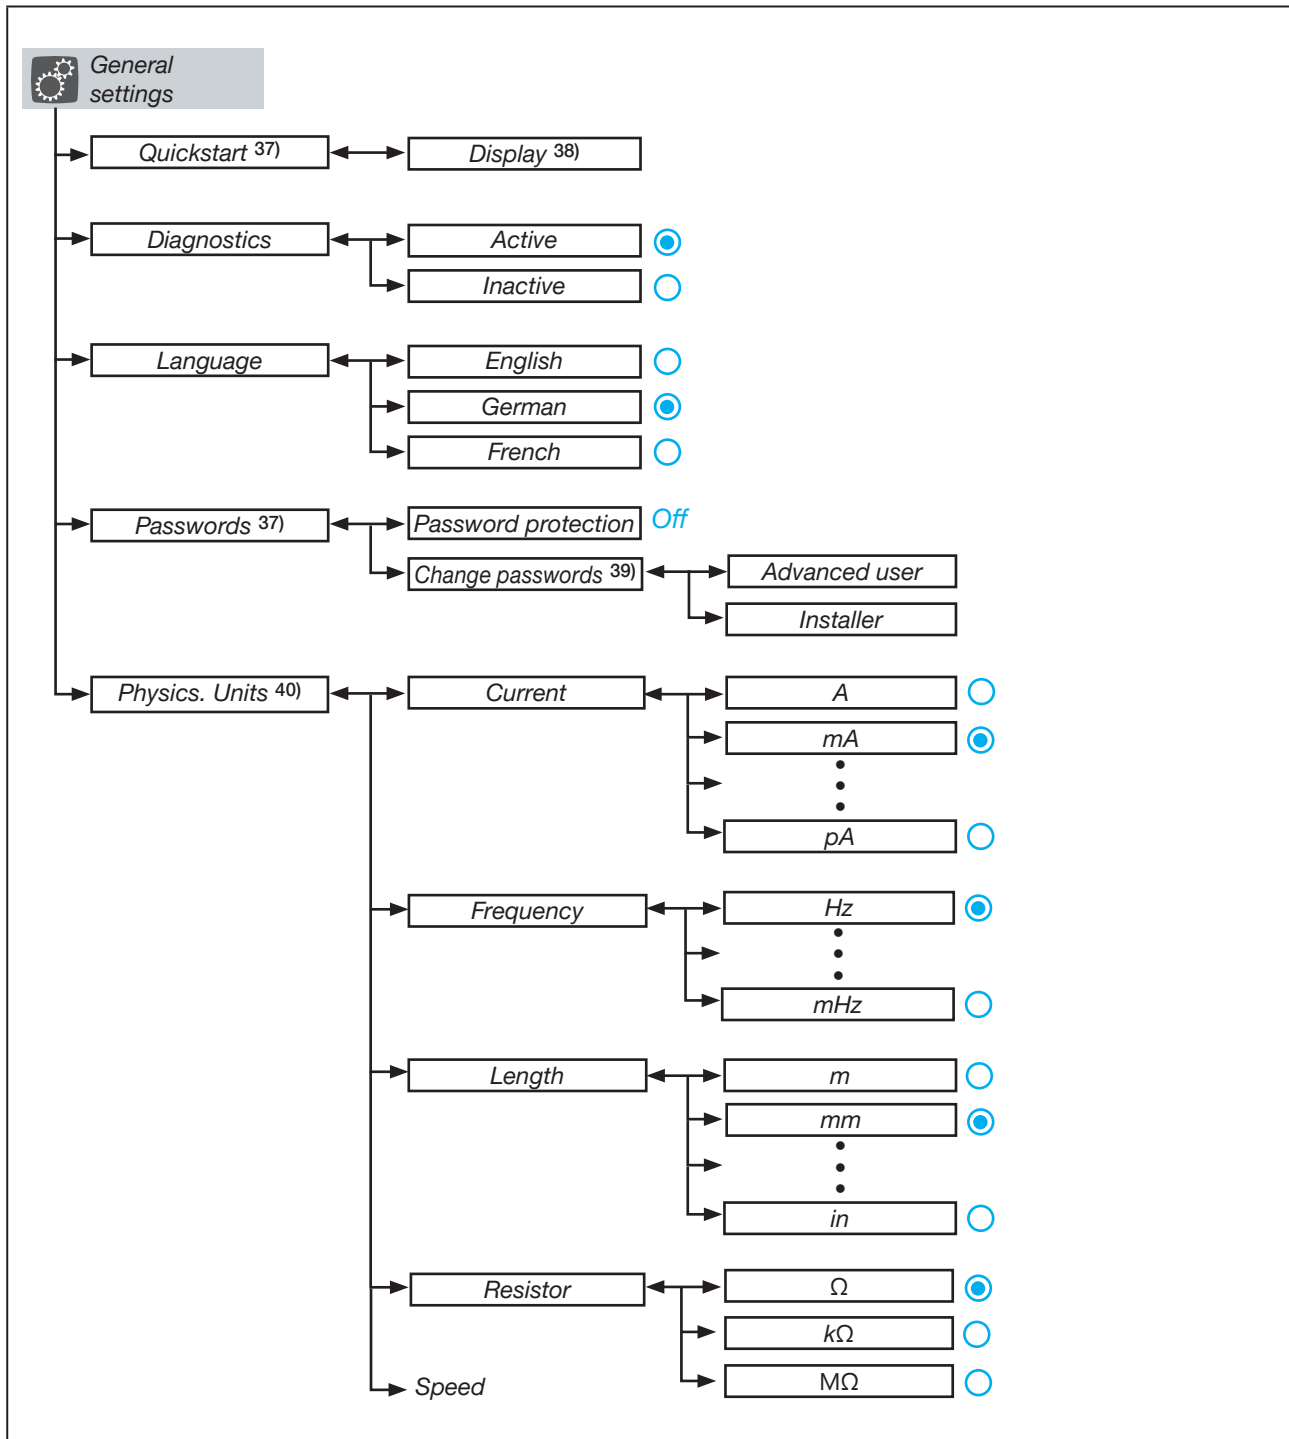 General
settings
Quickstart 37)
Display 38)
Diagnostics
Active
Inactive
Language
English
German
French
Passwords 37)
Password protection
Off
Change passwords 39)
Advanced user
Installer
Physics. Units 40)
Current
A
mA
pA
Frequency
Hz
mHz
Length
m
mm
in
Resistor
Ω
kΩ
MΩ
Speed